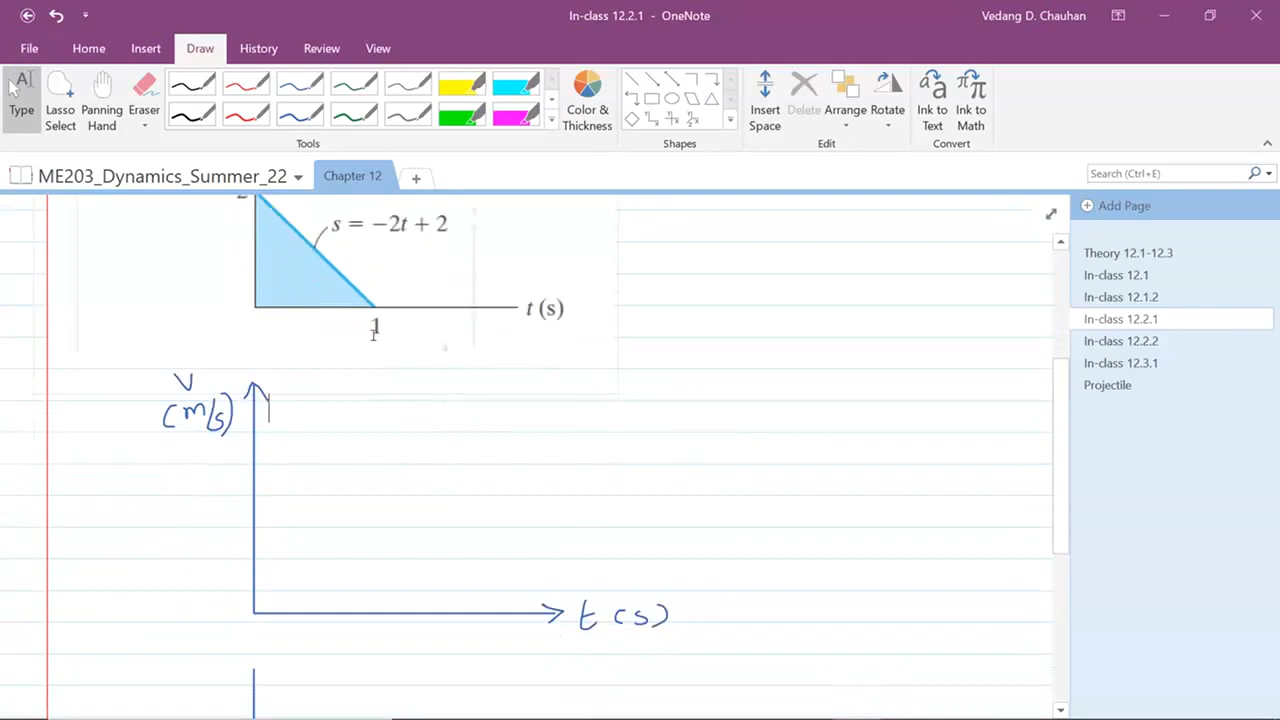 In-class 12.2.1 - OneNote
Vedang D. Chauhan
File Home Insert Draw History Review View
Type
Lasso Select
Panning Hand
Eraser
Color & Thickness
Insert Space
Delete
Arrange
Rotate
Ink to Text
Ink to Math
Tools
Shapes
Edit
Convert
ME203_Dynamics_Summer_22
Chapter 12
Search (Ctrl+E)
Add Page
Theory 12.1-12.3
In-class 12.1
In-class 12.1.2
In-class 12.2.1
In-class 12.2.2
In-class 12.3.1
Projectile
s = −2t + 2
t (s)
1
v
(m/s)
t (s)